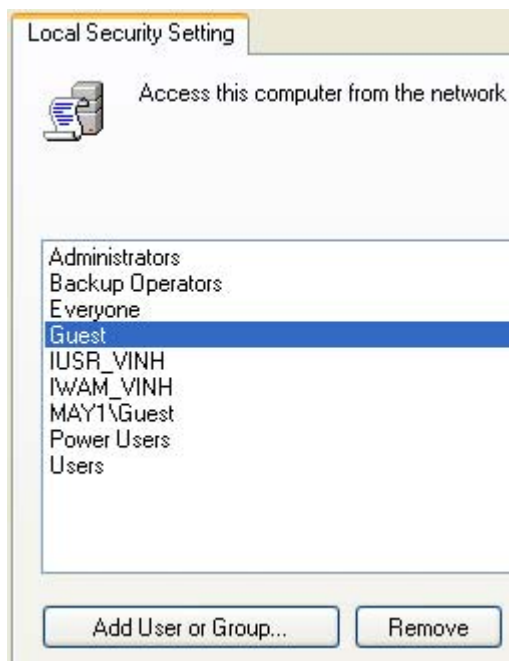 Local Security Setting
Access this computer from the network
Administrators
Backup Operators
Everyone
Guest
IUSR_VINH
IWAM_VINH
MAY1\Guest
Power Users
Users
Add User or Group...
Remove